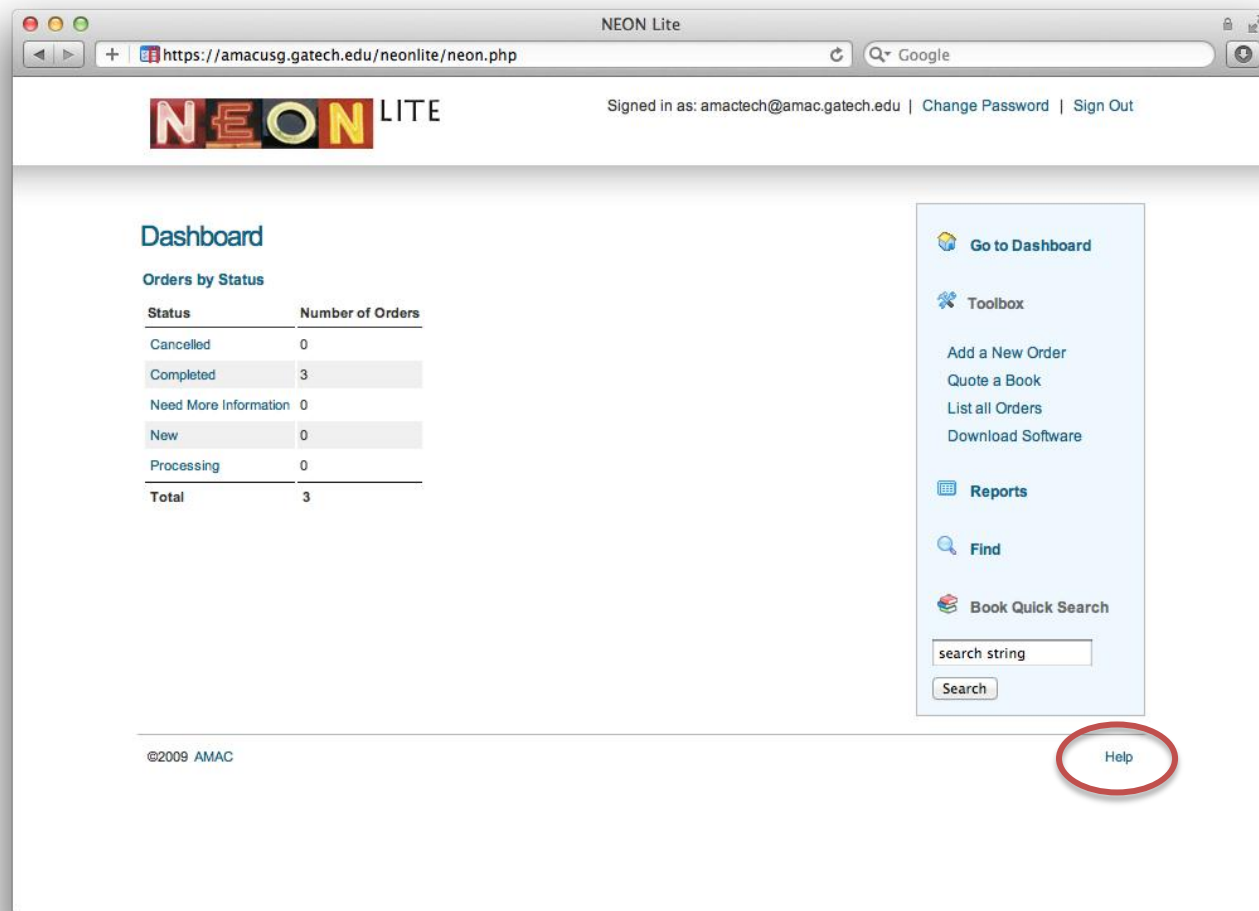 NEON Lite
https://amacusg.gatech.edu/neonlite/neon.php
Google
NEON LITE
Signed in as: amactech@amac.gatech.edu | Change Password | Sign Out
Dashboard
Orders by Status
Status Number of Orders
Cancelled 0
Completed 3
Need More Information 0
New 0
Processing 0
Total 3
Go to Dashboard
Toolbox
Add a New Order
Quote a Book
List all Orders
Download Software
Reports
Find
Book Quick Search
search string
Search
©2009 AMAC
Help